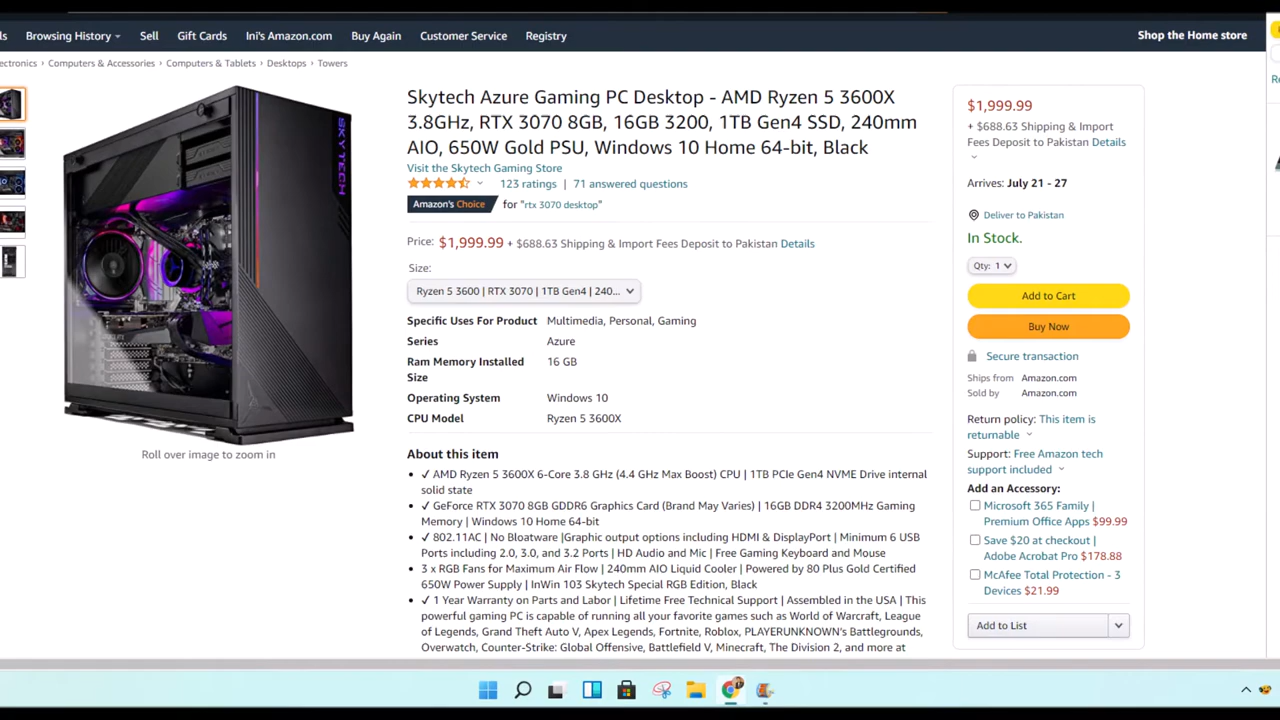 ls Browsing History Sell Gift Cards Ini's Amazon.com Buy Again Customer Service Registry Shop the Home store
ectronics › Computers & Accessories › Computers & Tablets › Desktops › Towers
SKYTECH
Roll over image to zoom in
Skytech Azure Gaming PC Desktop - AMD Ryzen 5 3600X
3.8GHz, RTX 3070 8GB, 16GB 3200, 1TB Gen4 SSD, 240mm
AIO, 650W Gold PSU, Windows 10 Home 64-bit, Black
Visit the Skytech Gaming Store
123 ratings | 71 answered questions
Amazon's Choice for "rtx 3070 desktop"
Price: $1,999.99 + $688.63 Shipping & Import Fees Deposit to Pakistan Details
Size:
Ryzen 5 3600 | RTX 3070 | 1TB Gen4 | 240...
Specific Uses For Product Multimedia, Personal, Gaming
Series Azure
Ram Memory Installed 16 GB
Size
Operating System Windows 10
CPU Model Ryzen 5 3600X
About this item
• ✓ AMD Ryzen 5 3600X 6-Core 3.8 GHz (4.4 GHz Max Boost) CPU | 1TB PCIe Gen4 NVME Drive internal
solid state
• ✓ GeForce RTX 3070 8GB GDDR6 Graphics Card (Brand May Varies) | 16GB DDR4 3200MHz Gaming
Memory | Windows 10 Home 64-bit
• ✓ 802.11AC | No Bloatware |Graphic output options including HDMI & DisplayPort | Minimum 6 USB
Ports including 2.0, 3.0, and 3.2 Ports | HD Audio and Mic | Free Gaming Keyboard and Mouse
• 3 x RGB Fans for Maximum Air Flow | 240mm AIO Liquid Cooler | Powered by 80 Plus Gold Certified
650W Power Supply | InWin 103 Skytech Special RGB Edition, Black
• ✓ 1 Year Warranty on Parts and Labor | Lifetime Free Technical Support | Assembled in the USA | This
powerful gaming PC is capable of running all your favorite games such as World of Warcraft, League
of Legends, Grand Theft Auto V, Apex Legends, Fortnite, Roblox, PLAYERUNKNOWN's Battlegrounds,
Overwatch, Counter-Strike: Global Offensive, Battlefield V, Minecraft, The Division 2, and more at
$1,999.99
+ $688.63 Shipping & Import
Fees Deposit to Pakistan Details
Arrives: July 21 - 27
Deliver to Pakistan
In Stock.
Qty: 1
Add to Cart
Buy Now
Secure transaction
Ships from Amazon.com
Sold by Amazon.com
Return policy: This item is
returnable
Support: Free Amazon tech
support included
Add an Accessory:
Microsoft 365 Family |
Premium Office Apps $99.99
Save $20 at checkout |
Adobe Acrobat Pro $178.88
McAfee Total Protection - 3
Devices $21.99
Add to List
Re